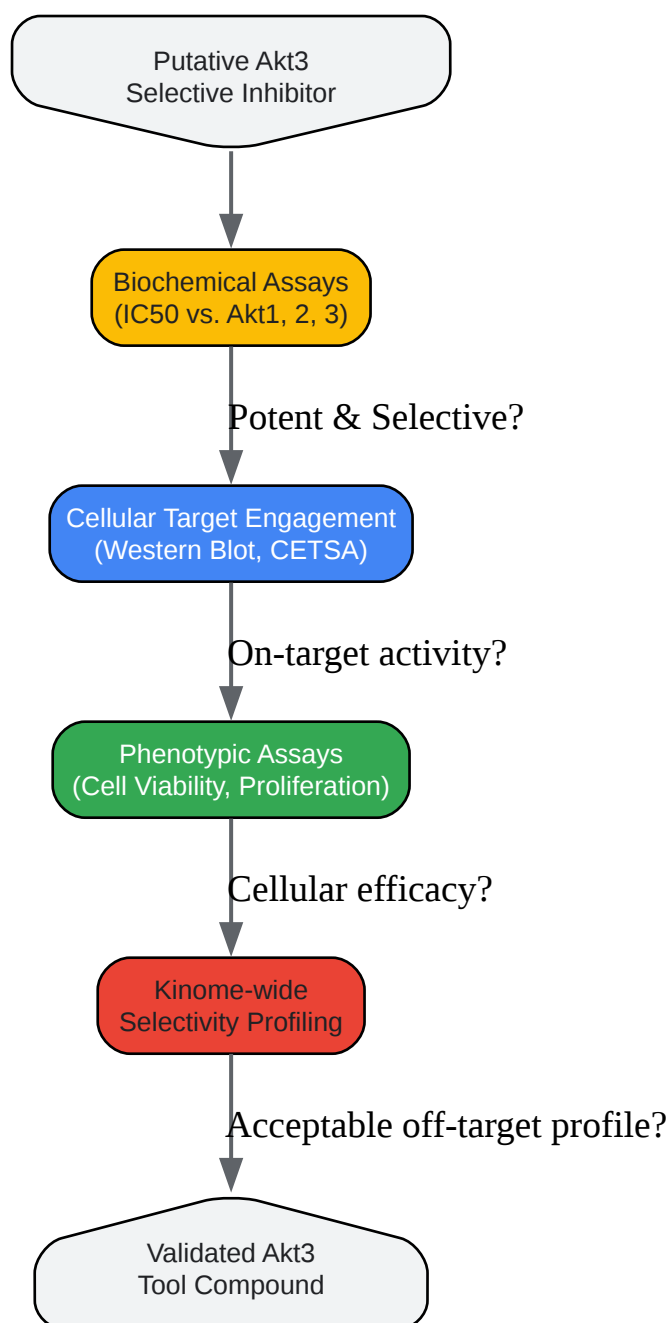 Putative Akt3
Selective Inhibitor
Biochemical Assays
(IC50 vs. Akt1, 2, 3)
Potent & Selective?
Cellular Target Engagement
(Western Blot, CETSA)
On-target activity?
Phenotypic Assays
(Cell Viability, Proliferation)
Cellular efficacy?
Kinome-wide
Selectivity Profiling
Acceptable off-target profile?
Validated Akt3
Tool Compound